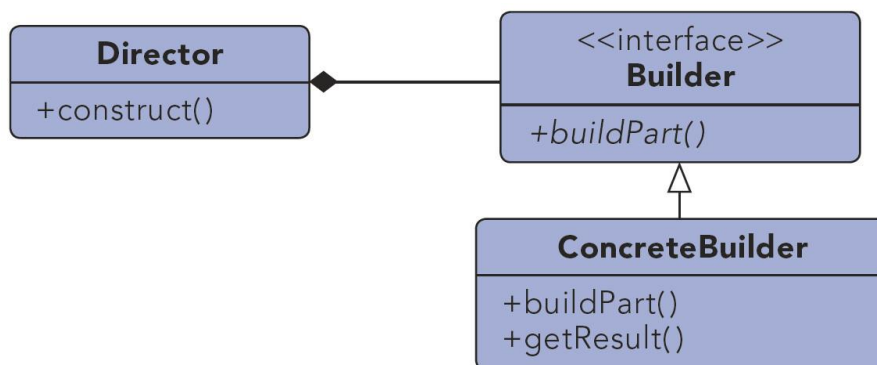 Director
+construct()
<<interface>>
Builder
+buildPart()
ConcreteBuilder
+buildPart()
+getResult()